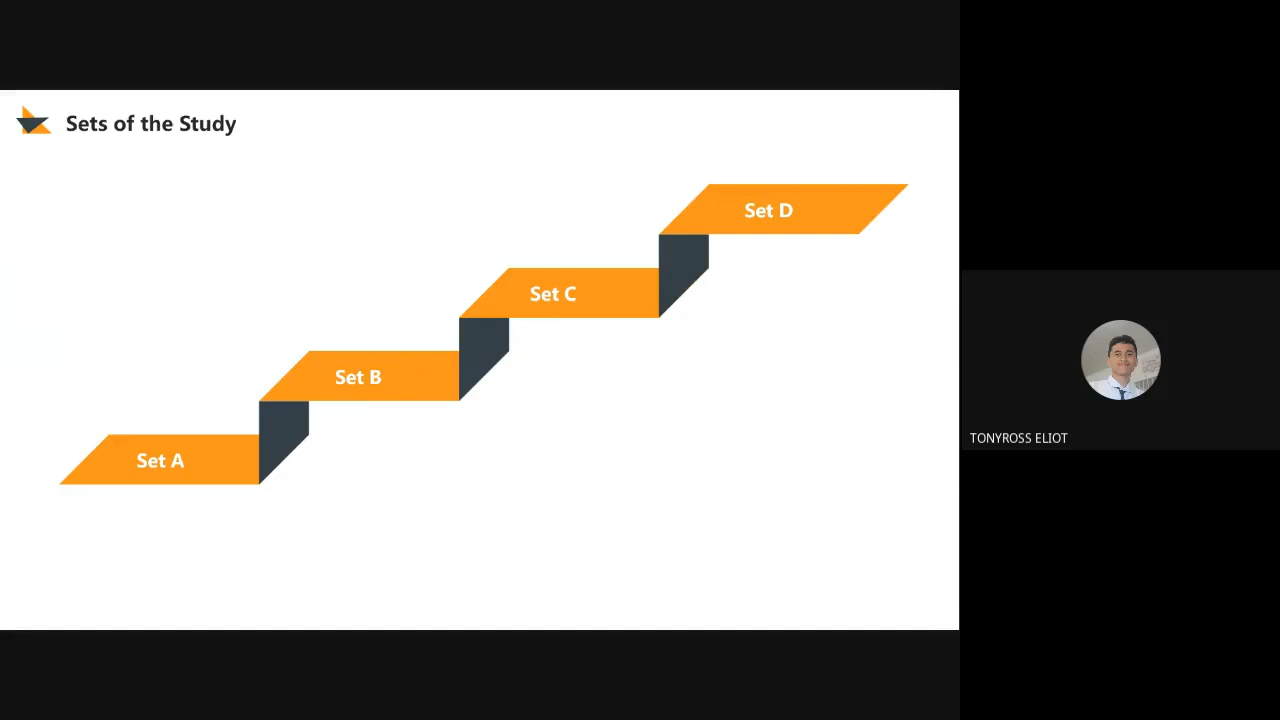 Sets of the Study
Set D
Set C
Set B
Set A
TONYROSS ELIOT